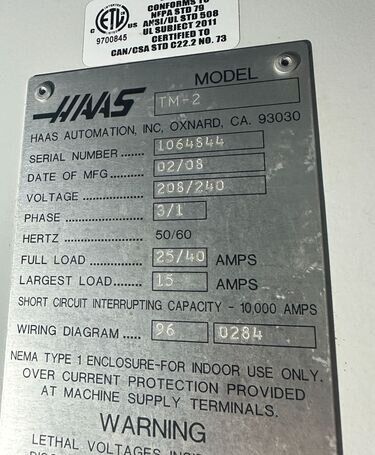 CONFORMS TO
NFPA STD 79
ANSI/UL STD 508
UL SUBJECT 2011
CERTIFIED TO
CAN/CSA STD C22.2 NO. 73
C ETL US
9700845
MODEL
HAAS TM-2
HAAS AUTOMATION, INC, OXNARD, CA. 93030
SERIAL NUMBER 1064844
DATE OF MFG. 02/08
VOLTAGE 208/240
PHASE 3/1
HERTZ 50/60
FULL LOAD 25/40 AMPS
LARGEST LOAD 15 AMPS
SHORT CIRCUIT INTERRUPTING CAPACITY - 10,000 AMPS
WIRING DIAGRAM 96 0284
NEMA TYPE 1 ENCLOSURE-FOR INDOOR USE ONLY.
OVER CURRENT PROTECTION PROVIDED
AT MACHINE SUPPLY TERMINALS.
WARNING
LETHAL VOLTAGES INSI